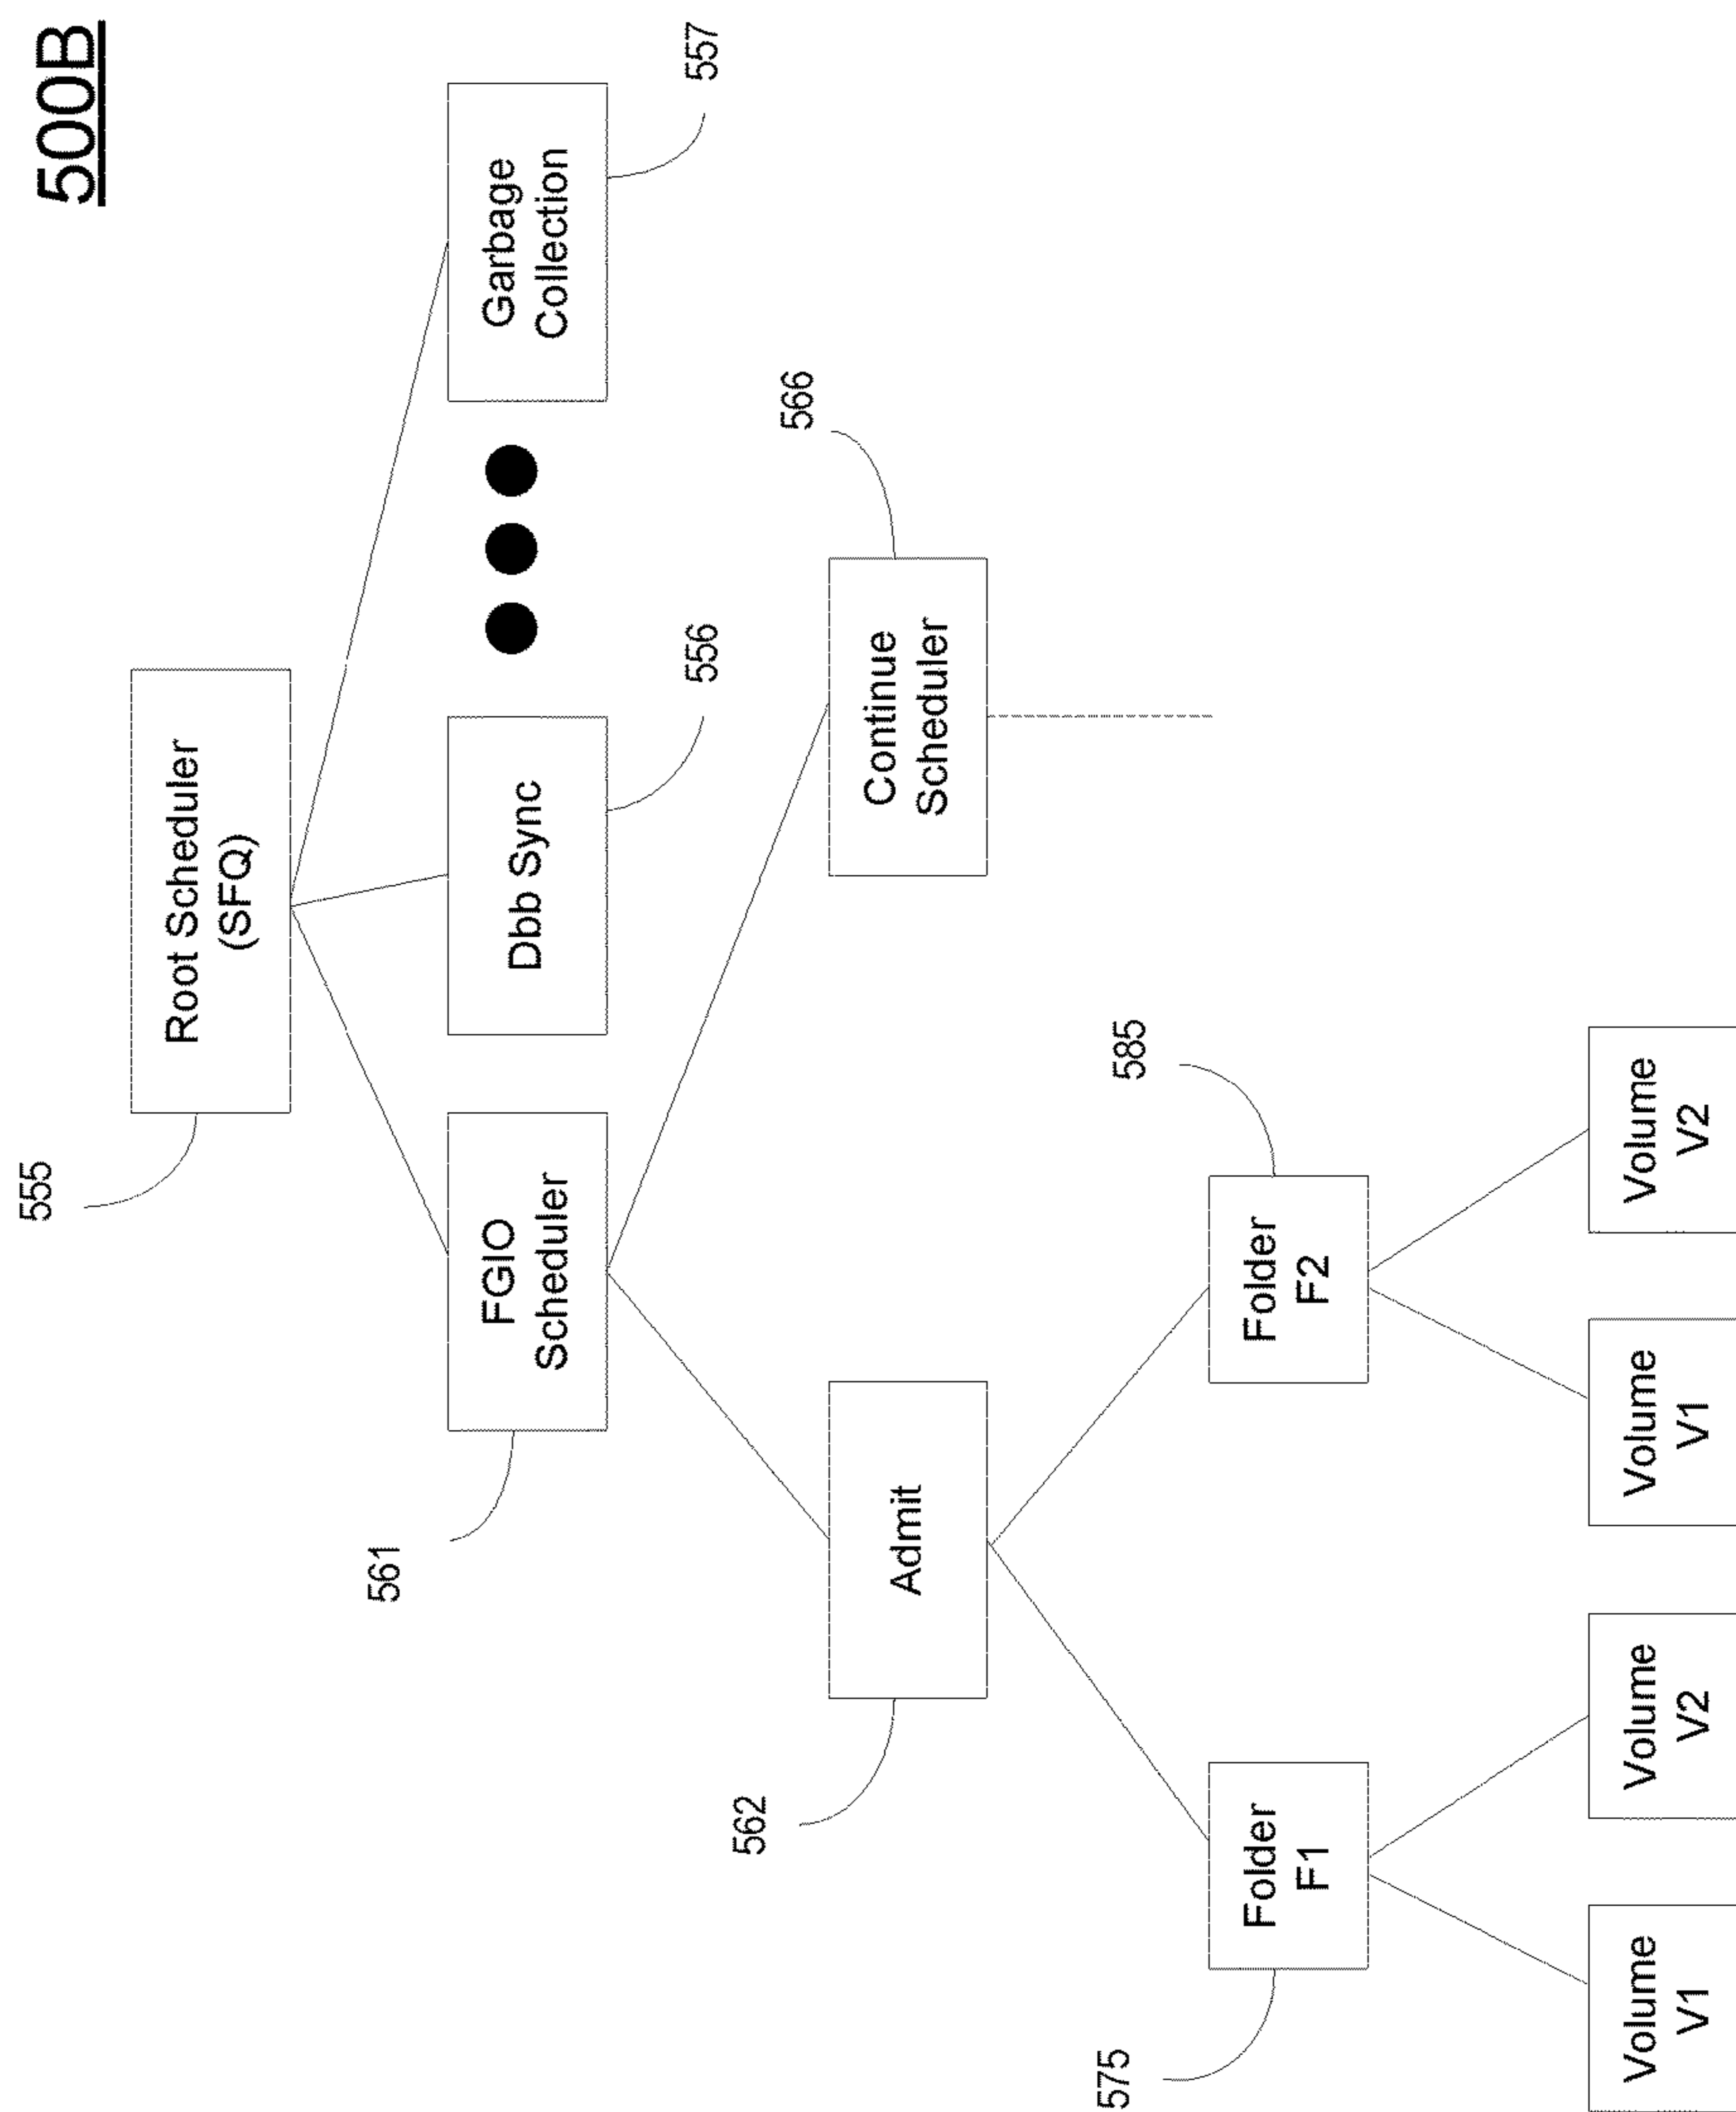 500B
555
Root Scheduler
(SFQ)
561
FGIO
Scheduler
Dbb Sync
556
Garbage
Collection
557
562
Admit
Continue
Scheduler
566
575
Folder
F1
Folder
F2
585
Volume
V1
Volume
V2
Volume
V1
Volume
V2